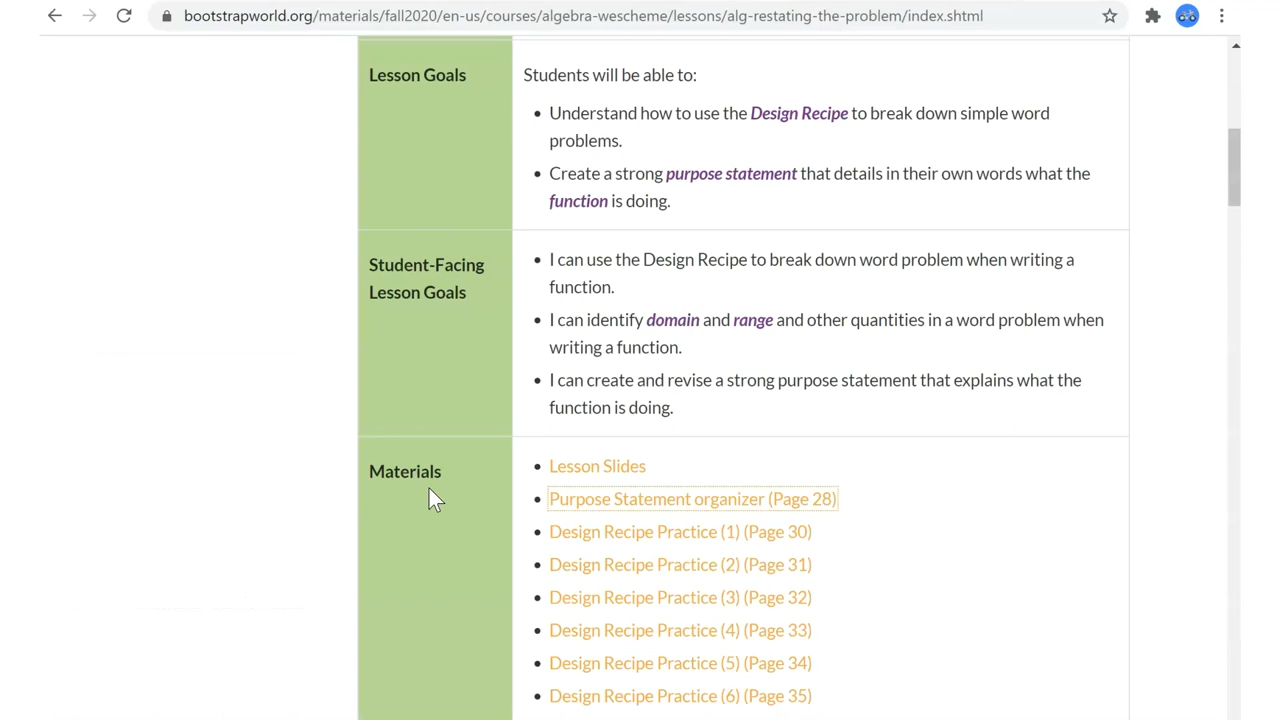 bootstrapworld.org/materials/fall2020/en-us/courses/algebra-wescheme/lessons/alg-restating-the-problem/index.shtml
Lesson Goals
Students will be able to:
Understand how to use the Design Recipe to break down simple word
problems.
Create a strong purpose statement that details in their own words what the
function is doing.
Student-Facing
Lesson Goals
I can use the Design Recipe to break down word problem when writing a
function.
I can identify domain and range and other quantities in a word problem when
writing a function.
I can create and revise a strong purpose statement that explains what the
function is doing.
Materials
Lesson Slides
Purpose Statement organizer (Page 28)
Design Recipe Practice (1) (Page 30)
Design Recipe Practice (2) (Page 31)
Design Recipe Practice (3) (Page 32)
Design Recipe Practice (4) (Page 33)
Design Recipe Practice (5) (Page 34)
Design Recipe Practice (6) (Page 35)